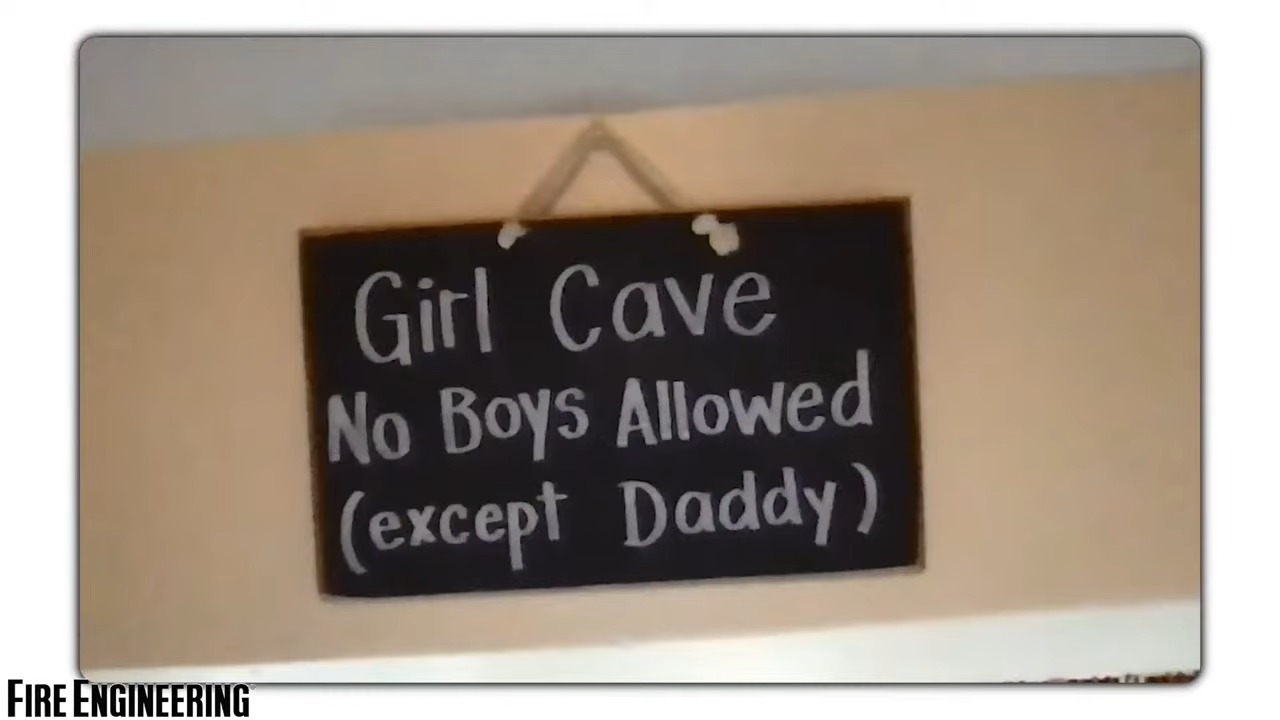 Girl Cave
No Boys Allowed
(except Daddy)
FIRE ENGINEERING